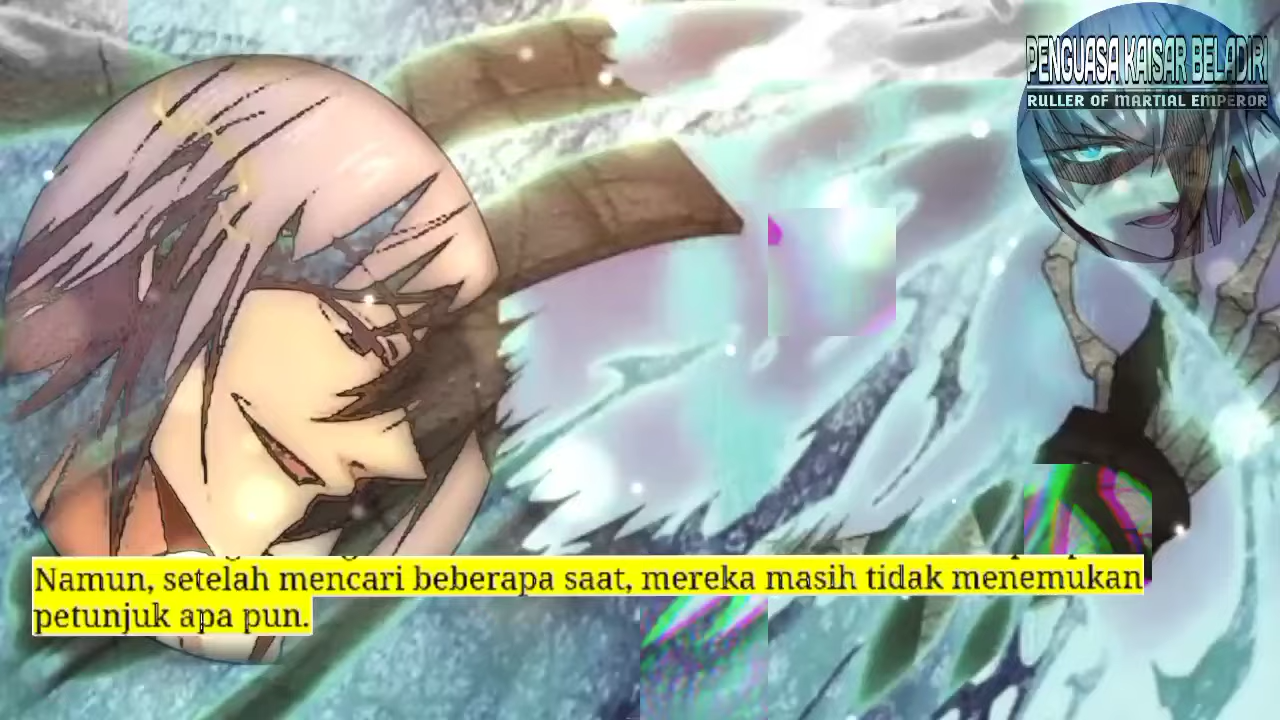 PENGUASA KAISAR BELADIRI
RULLER OF MARTIAL EMPEROR
Namun, setelah mencari beberapa saat, mereka masih tidak menemukan
petunjuk apa pun.